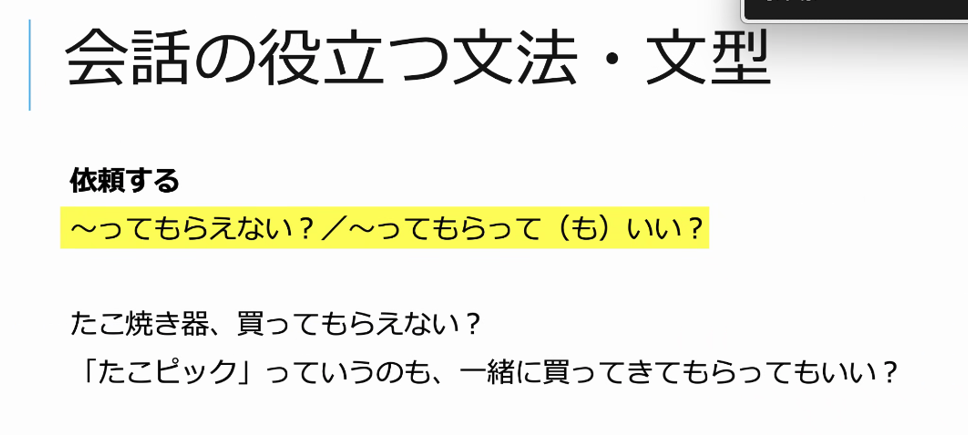 会話の役立つ文法・文型
依頼する
～ってもらえない？／～ってもらって（も）いい？
たこ焼き器、買ってもらえない？
「たこピック」っていうのも、一緒に買ってきてもらってもいい？